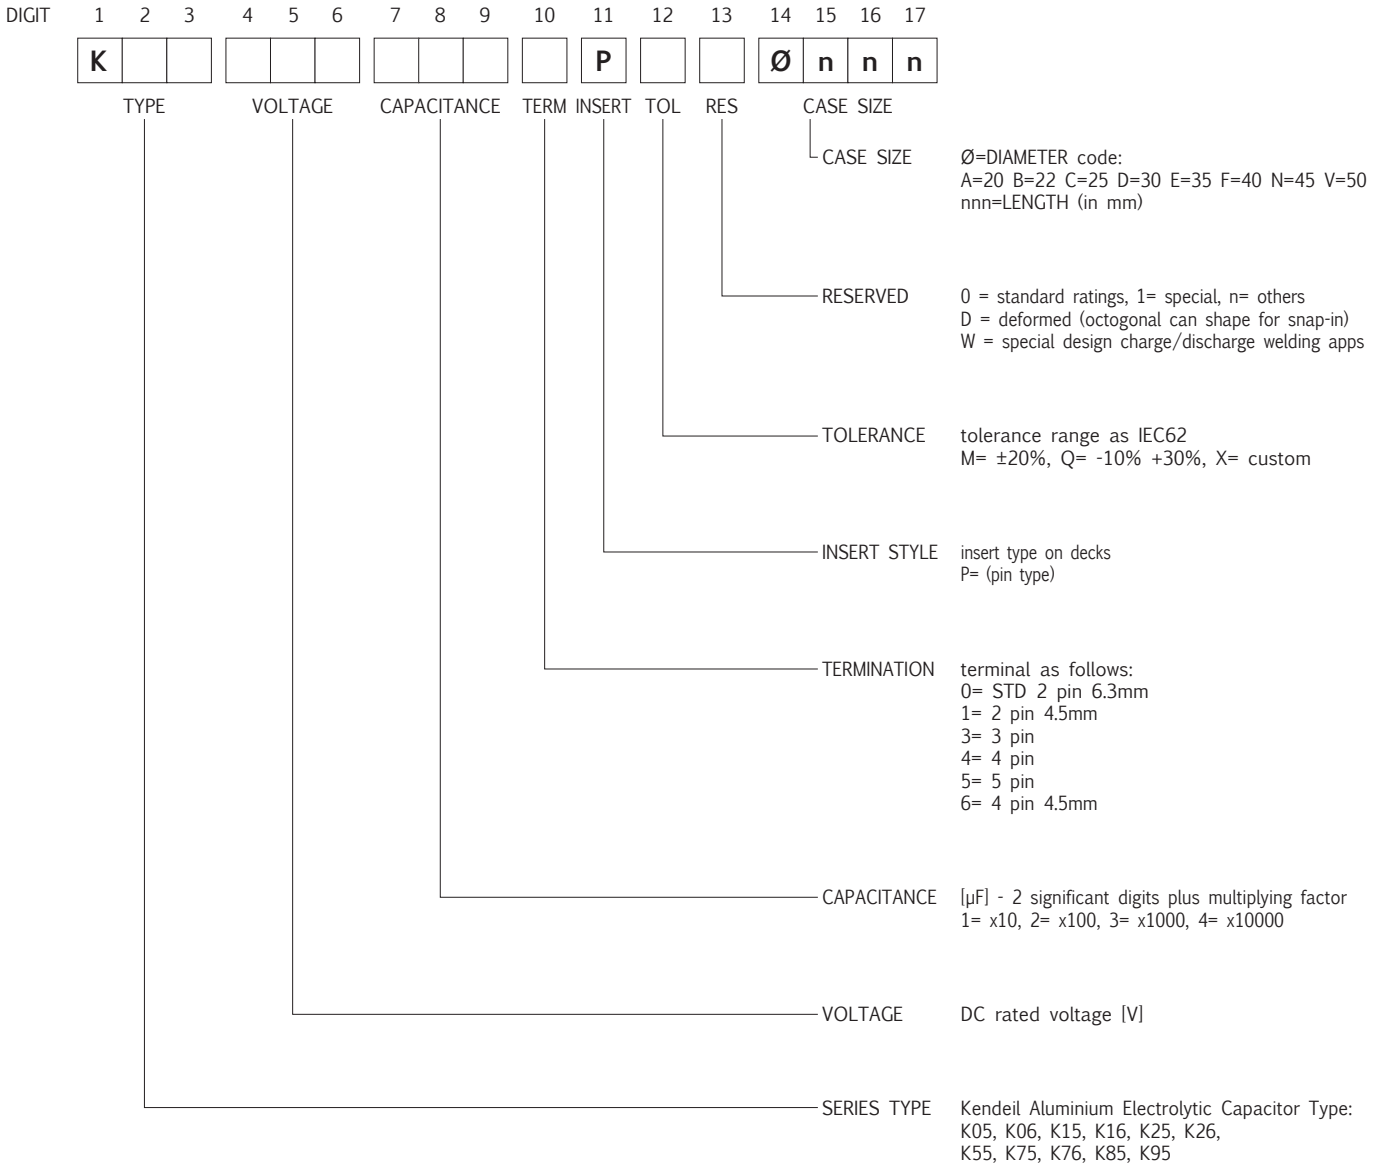 DIGIT 1 2 3 4 5 6 7 8 9 10 11 12 13 14 15 16 17
K P Ø n n n
TYPE VOLTAGE CAPACITANCE TERM INSERT TOL RES CASE SIZE
CASE SIZE Ø=DIAMETER code:
A=20 B=22 C=25 D=30 E=35 F=40 N=45 V=50
nnn=LENGTH (in mm)
RESERVED 0 = standard ratings, 1= special, n= others
D = deformed (octogonal can shape for snap-in)
W = special design charge/discharge welding apps
TOLERANCE tolerance range as IEC62
M= ±20%, Q= -10% +30%, X= custom
INSERT STYLE insert type on decks
P= (pin type)
TERMINATION terminal as follows:
0= STD 2 pin 6.3mm
1= 2 pin 4.5mm
3= 3 pin
4= 4 pin
5= 5 pin
6= 4 pin 4.5mm
CAPACITANCE [µF] - 2 significant digits plus multiplying factor
1= x10, 2= x100, 3= x1000, 4= x10000
VOLTAGE DC rated voltage [V]
SERIES TYPE Kendeil Aluminium Electrolytic Capacitor Type:
K05, K06, K15, K16, K25, K26,
K55, K75, K76, K85, K95